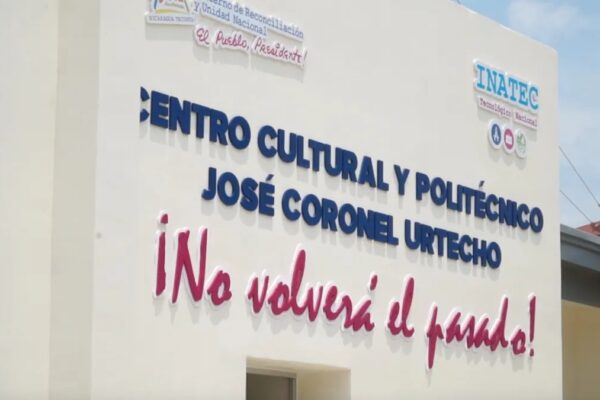 Gobierno de Reconciliación
y Unidad Nacional
El Pueblo, Presidente!
INATEC
Tecnológico Nacional
CENTRO CULTURAL Y POLITÉCNICO
JOSÉ CORONEL URTECHO
¡No volverá el pasado!